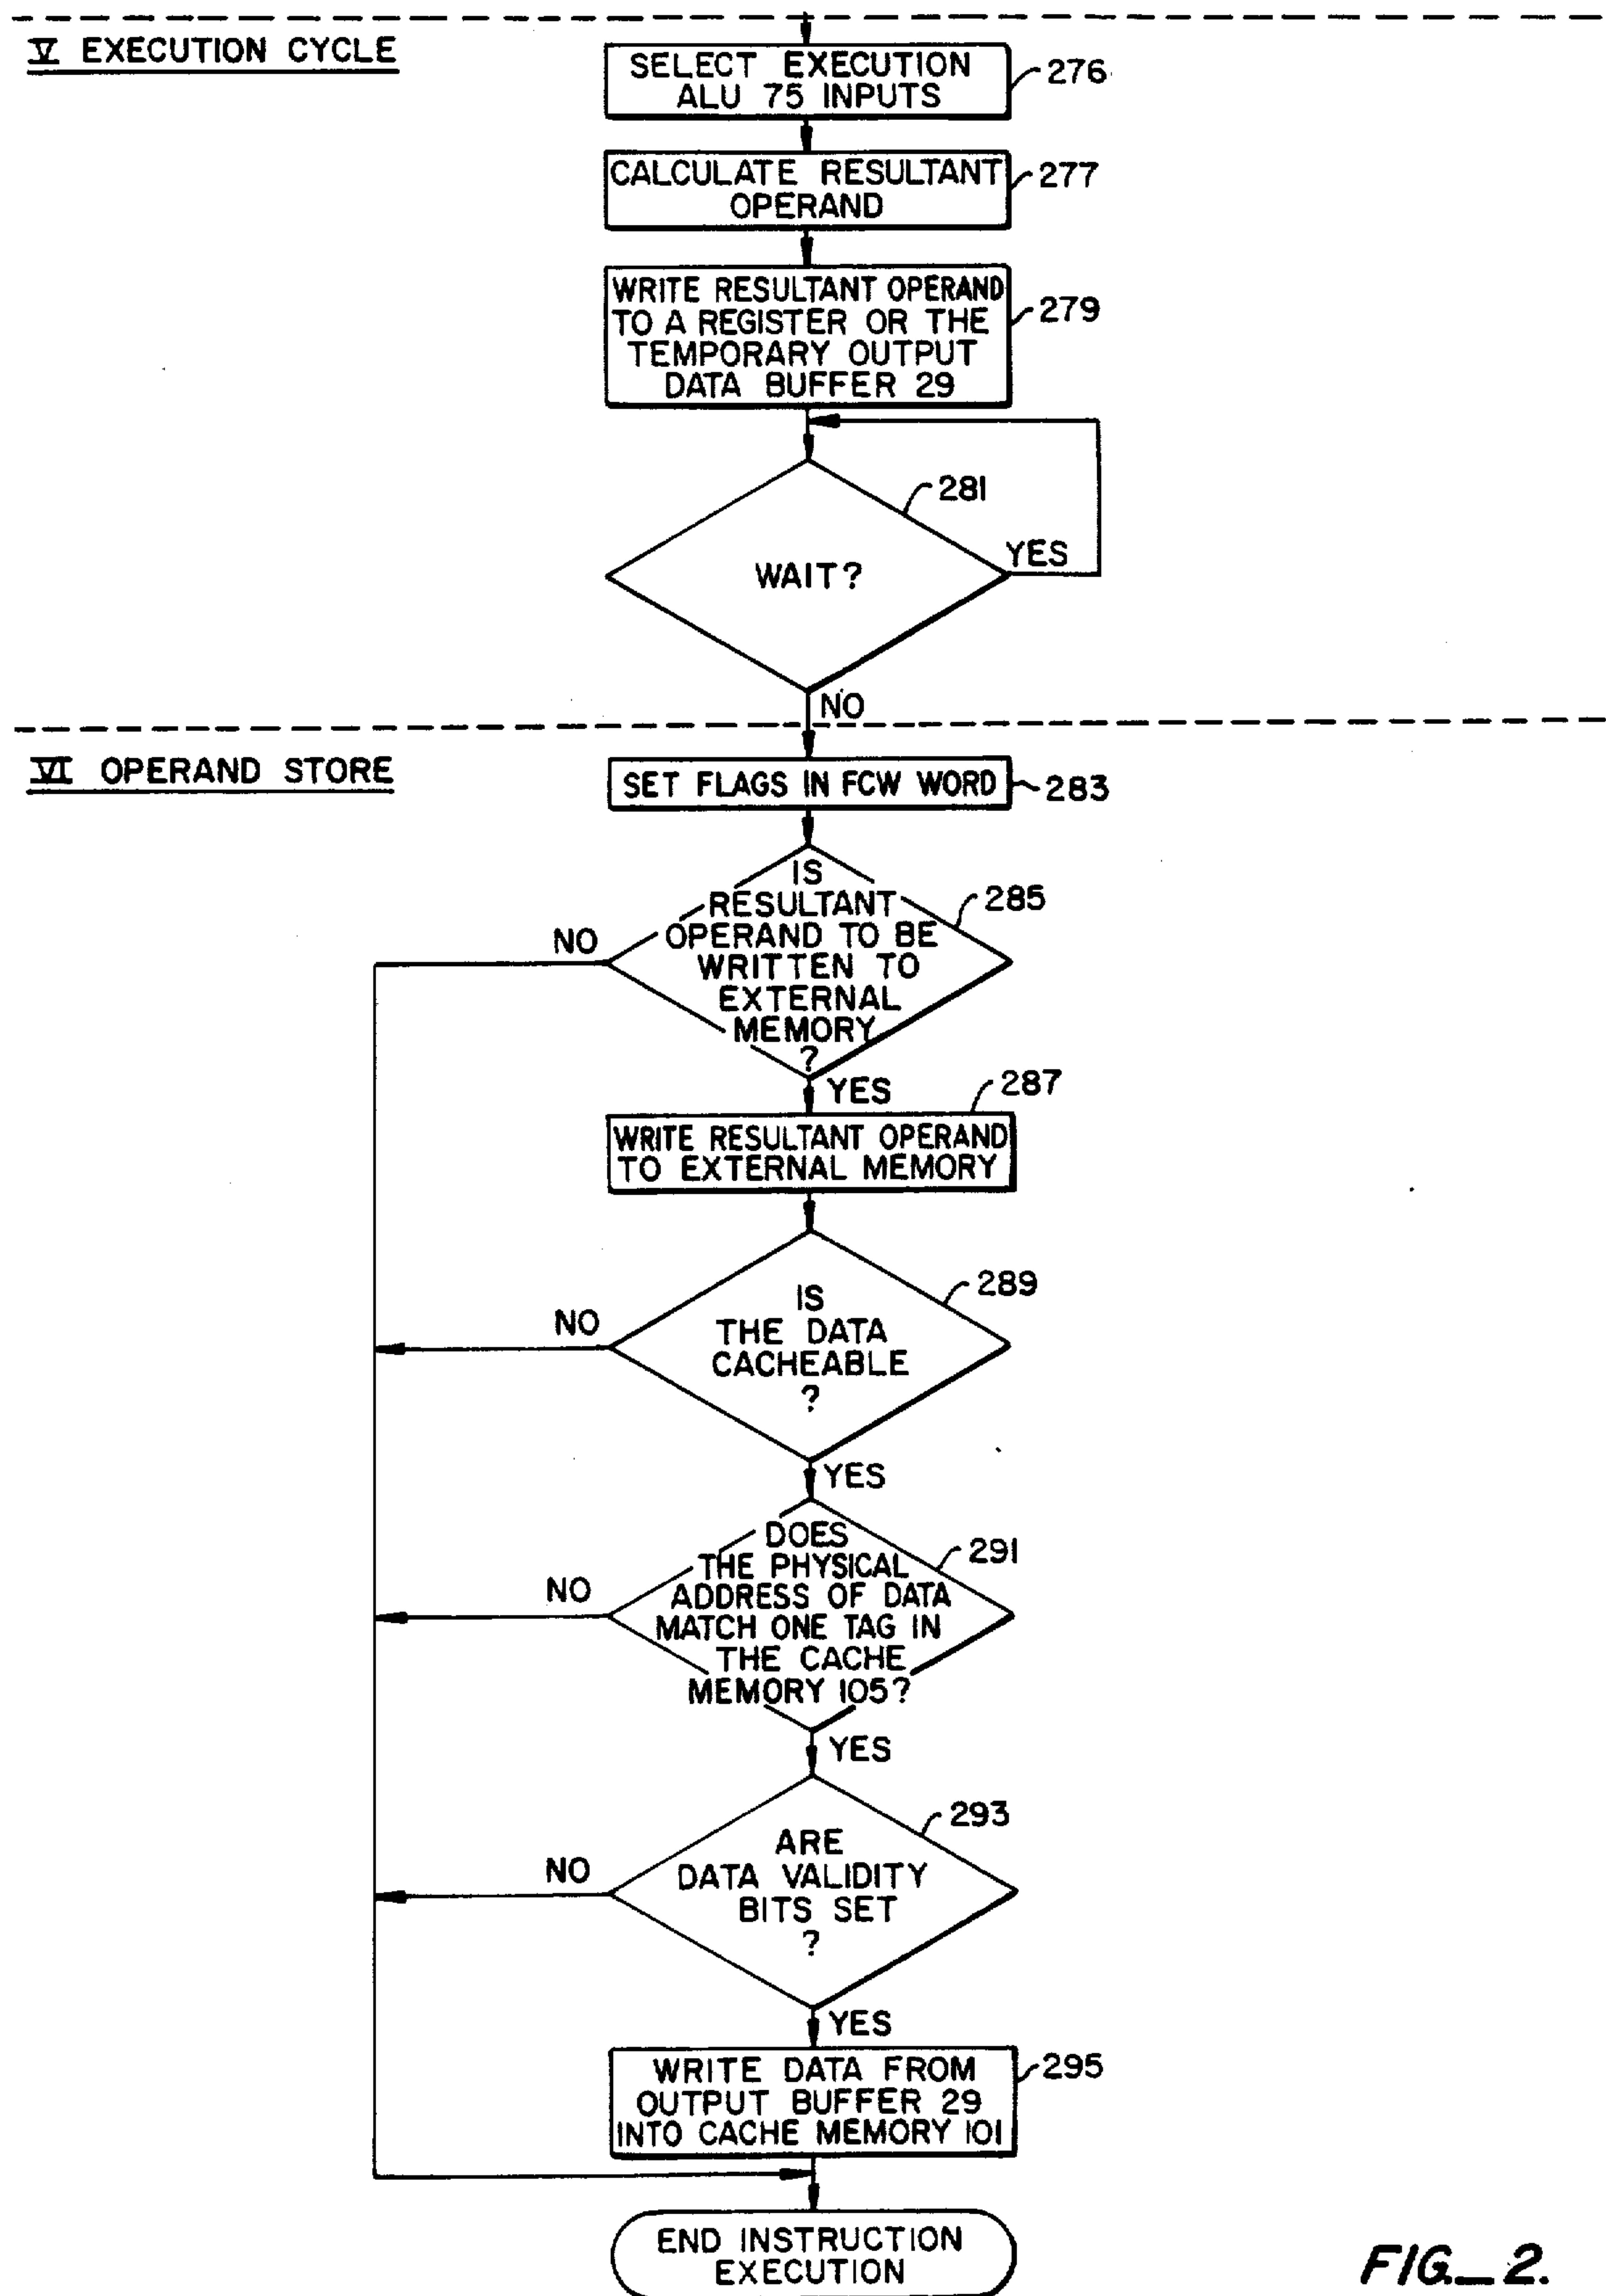 V EXECUTION CYCLE
SELECT EXECUTION
ALU 75 INPUTS
276
CALCULATE RESULTANT
OPERAND
277
WRITE RESULTANT OPERAND
TO A REGISTER OR THE
TEMPORARY OUTPUT
DATA BUFFER 29
279
281
WAIT?
YES
NO
VI OPERAND STORE
SET FLAGS IN FCW WORD
283
IS
RESULTANT
OPERAND TO BE
WRITTEN TO
EXTERNAL
MEMORY
?
285
NO
YES
287
WRITE RESULTANT OPERAND
TO EXTERNAL MEMORY
289
IS
THE DATA
CACHEABLE
?
NO
YES
DOES
THE PHYSICAL
ADDRESS OF DATA
MATCH ONE TAG IN
THE CACHE
MEMORY 105?
291
NO
YES
293
ARE
DATA VALIDITY
BITS SET
?
NO
YES
WRITE DATA FROM
OUTPUT BUFFER 29
INTO CACHE MEMORY 101
295
END INSTRUCTION
EXECUTION
FIG._2.